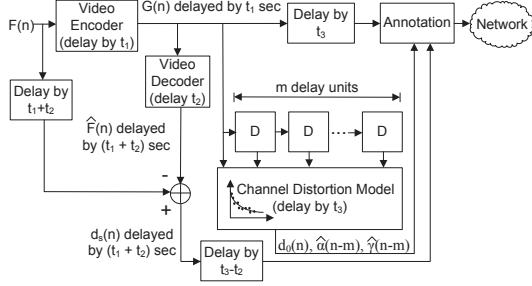 F(n)
Video
Encoder
(delay by t₁)
G(n) delayed by t₁ sec
Delay by
t₃
Annotation
Network
Delay by
t₁+t₂
Video
Decoder
(delay t₂)
F̂(n) delayed
by (t₁ + t₂) sec
m delay units
D
D
D
Channel Distortion Model
(delay by t₃)
-
+
dₛ(n) delayed
by (t₁ + t₂) sec
d₀(n), α̂(n-m), γ̂(n-m)
Delay by
t₃-t₂